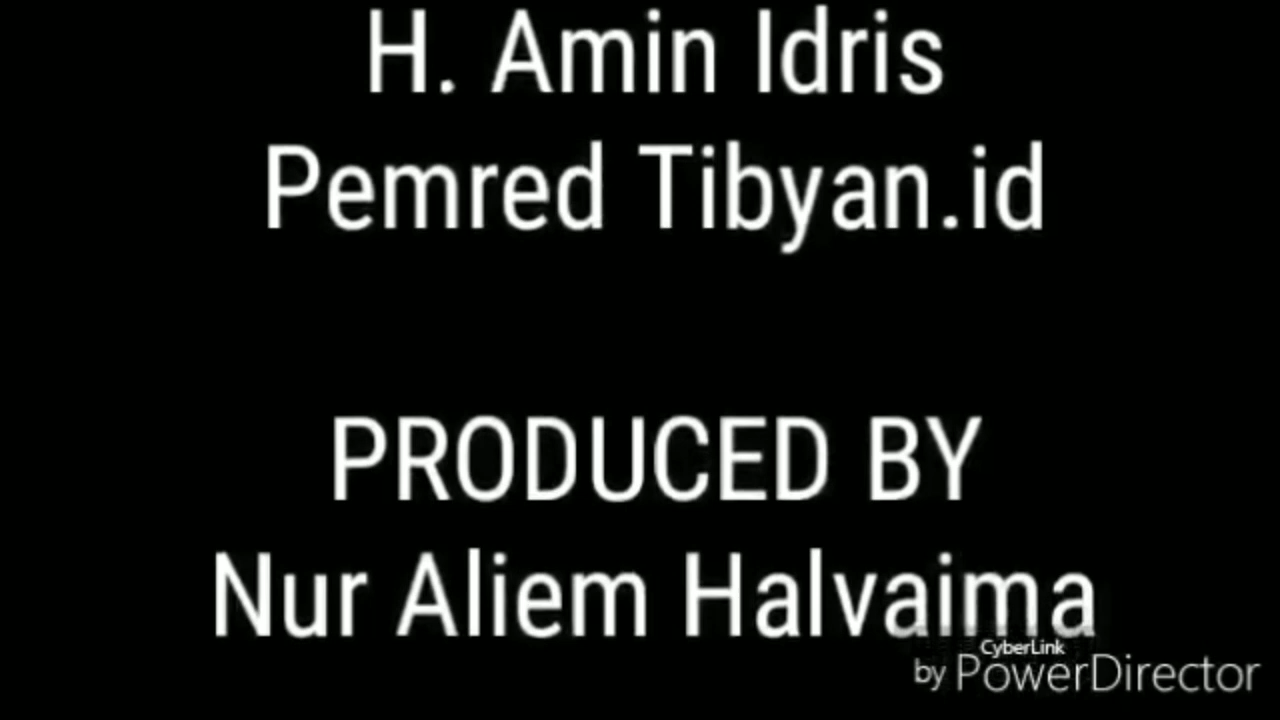 H. Amin Idris
Pemred Tibyan.id
PRODUCED BY
Nur Aliem Halvaima
CyberLink
by PowerDirector